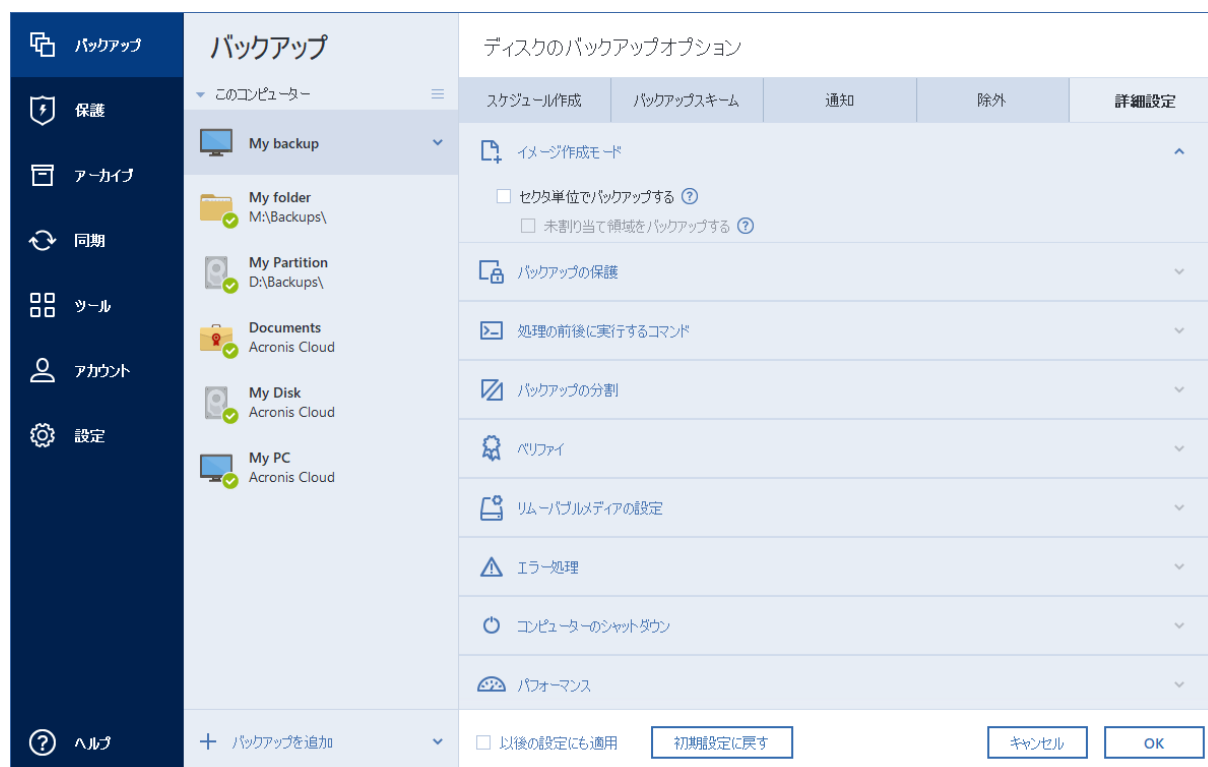 バックアップ
保護
アーカイブ
同期
ツール
アカウント
設定
ヘルプ
バックアップ
このコンピューター
My backup
My folder
M:\Backups\
My Partition
D:\Backups\
Documents
Acronis Cloud
My Disk
Acronis Cloud
My PC
Acronis Cloud
バックアップを追加
ディスクのバックアップオプション
スケジュール作成 バックアップスキーム 通知 除外 詳細設定
イメージ作成モード
セクタ単位でバックアップする ?
未割り当て領域をバックアップする ?
バックアップの保護
処理の前後に実行するコマンド
バックアップの分割
ベリファイ
リムーバブルメディアの設定
エラー処理
コンピューターのシャットダウン
パフォーマンス
以後の設定にも適用 初期設定に戻す キャンセル OK